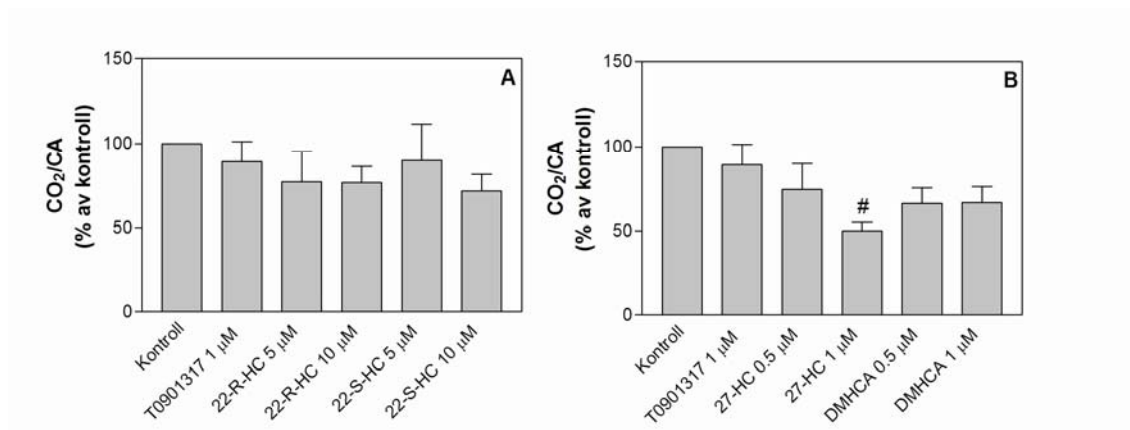 A
150
100
50
0
CO₂/CA
(% av kontroll)
Kontroll
T0901317 1 μM
22-R-HC 5 μM
22-R-HC 10 μM
22-S-HC 5 μM
22-S-HC 10 μM
B
150
100
50
0
CO₂/CA
(% av kontroll)
#
Kontroll
T0901317 1 μM
27-HC 0.5 μM
27-HC 1 μM
DMHCA 0.5 μM
DMHCA 1 μM